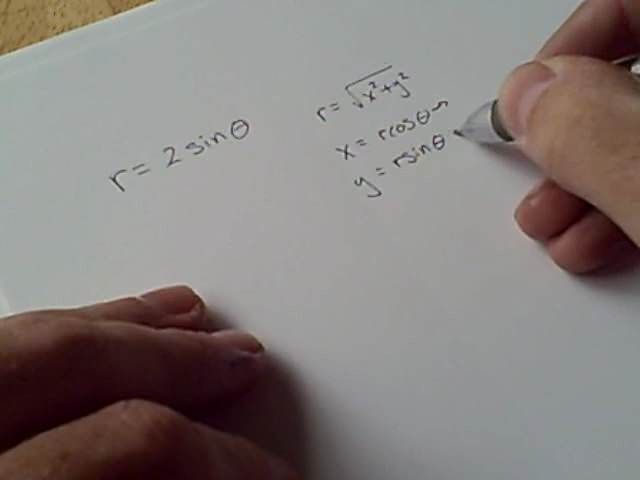 r = 2 sin θ
r = √x²+y²
x = r cos θ
y = r sin θ